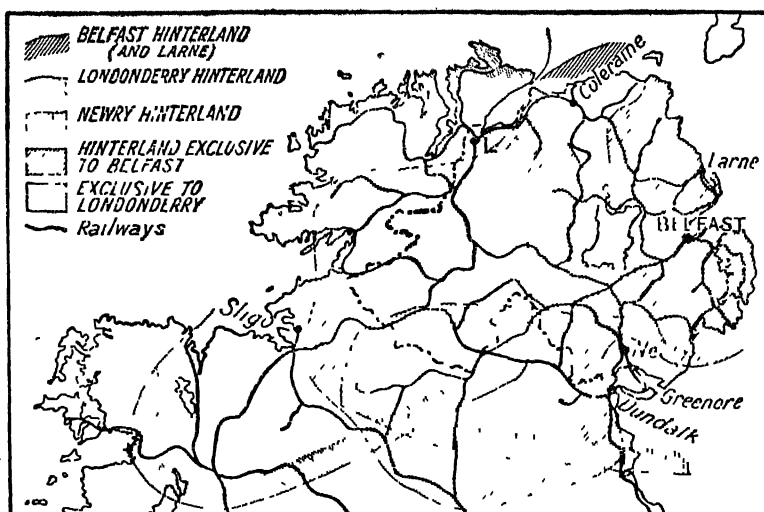 BELFAST HINTERLAND
(AND LARNE)
LONDONDERRY HINTERLAND
NEWRY HINTERLAND
HINTERLAND EXCLUSIVE
TO BELFAST
EXCLUSIVE TO
LONDONDERRY
Railways
Coleraine
L
Larne
BELFAST
Sligo
Ne
Greenore
Dundalk